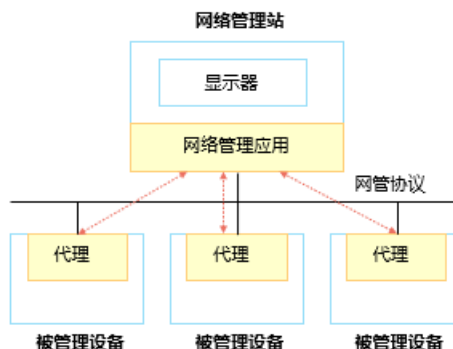 网络管理站
显示器
网络管理应用
网管协议
代理 代理 代理
被管理设备 被管理设备 被管理设备